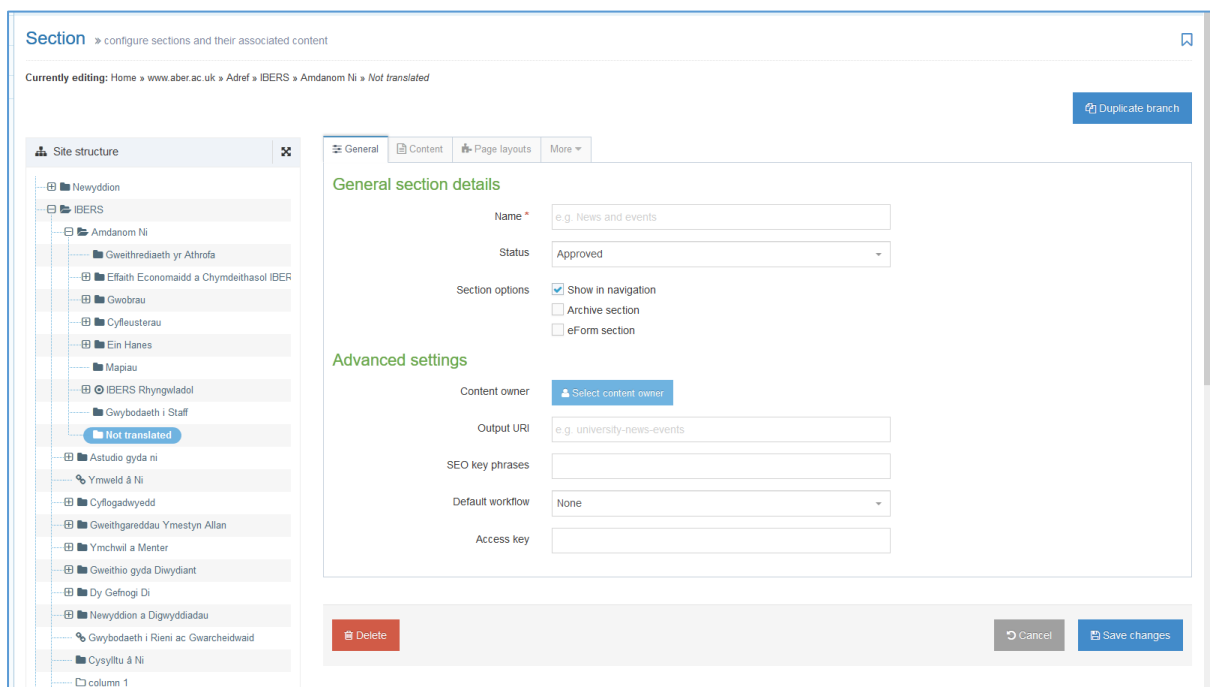 Section » configure sections and their associated content
Currently editing: Home » www.aber.ac.uk » Adref » IBERS » Amdanom Ni » Not translated
Duplicate branch
Site structure
Newyddion
IBERS
Amdanom Ni
Gweithrediaeth yr Athrofa
Effaith Economaidd a Chymdeithasol IBER
Gwobrau
Cyfleusterau
Ein Hanes
Mapiau
IBERS Rhyngwladol
Gwybodaeth i Staff
Not translated
Astudio gyda ni
Ymweld â Ni
Cyflogadwyedd
Gweithgareddau Ymestyn Allan
Ymchwil a Menter
Gweithio gyda Diwydiant
Dy Gefnogi Di
Newyddion a Digwyddiadau
Gwybodaeth i Rieni ac Gwarcheidwaid
Cysylltu â Ni
column 1
General Content Page layouts More
General section details
Name * e.g. News and events
Status Approved
Section options Show in navigation
Archive section
eForm section
Advanced settings
Content owner Select content owner
Output URI e.g. university-news-events
SEO key phrases
Default workflow None
Access key
Delete Cancel Save changes